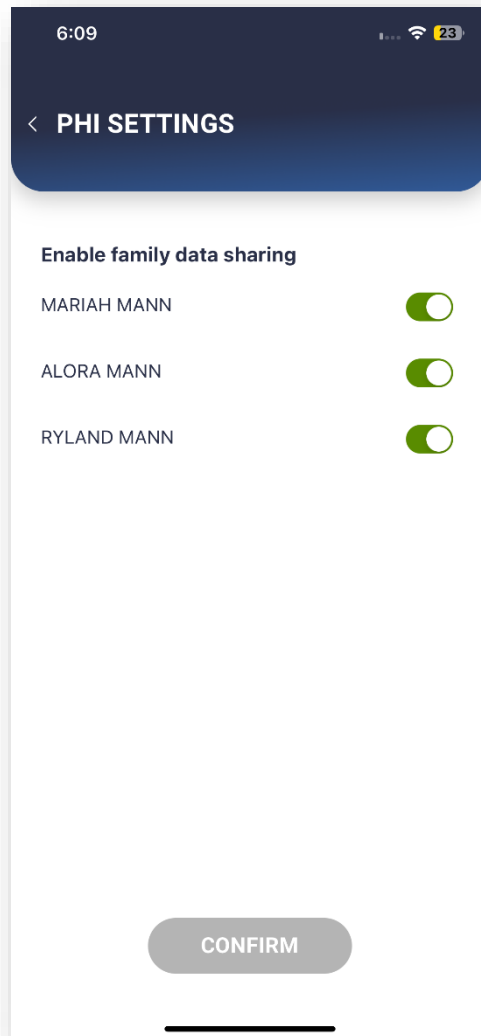 6:09
23
PHI SETTINGS
Enable family data sharing
MARIAH MANN
ALORA MANN
RYLAND MANN
CONFIRM